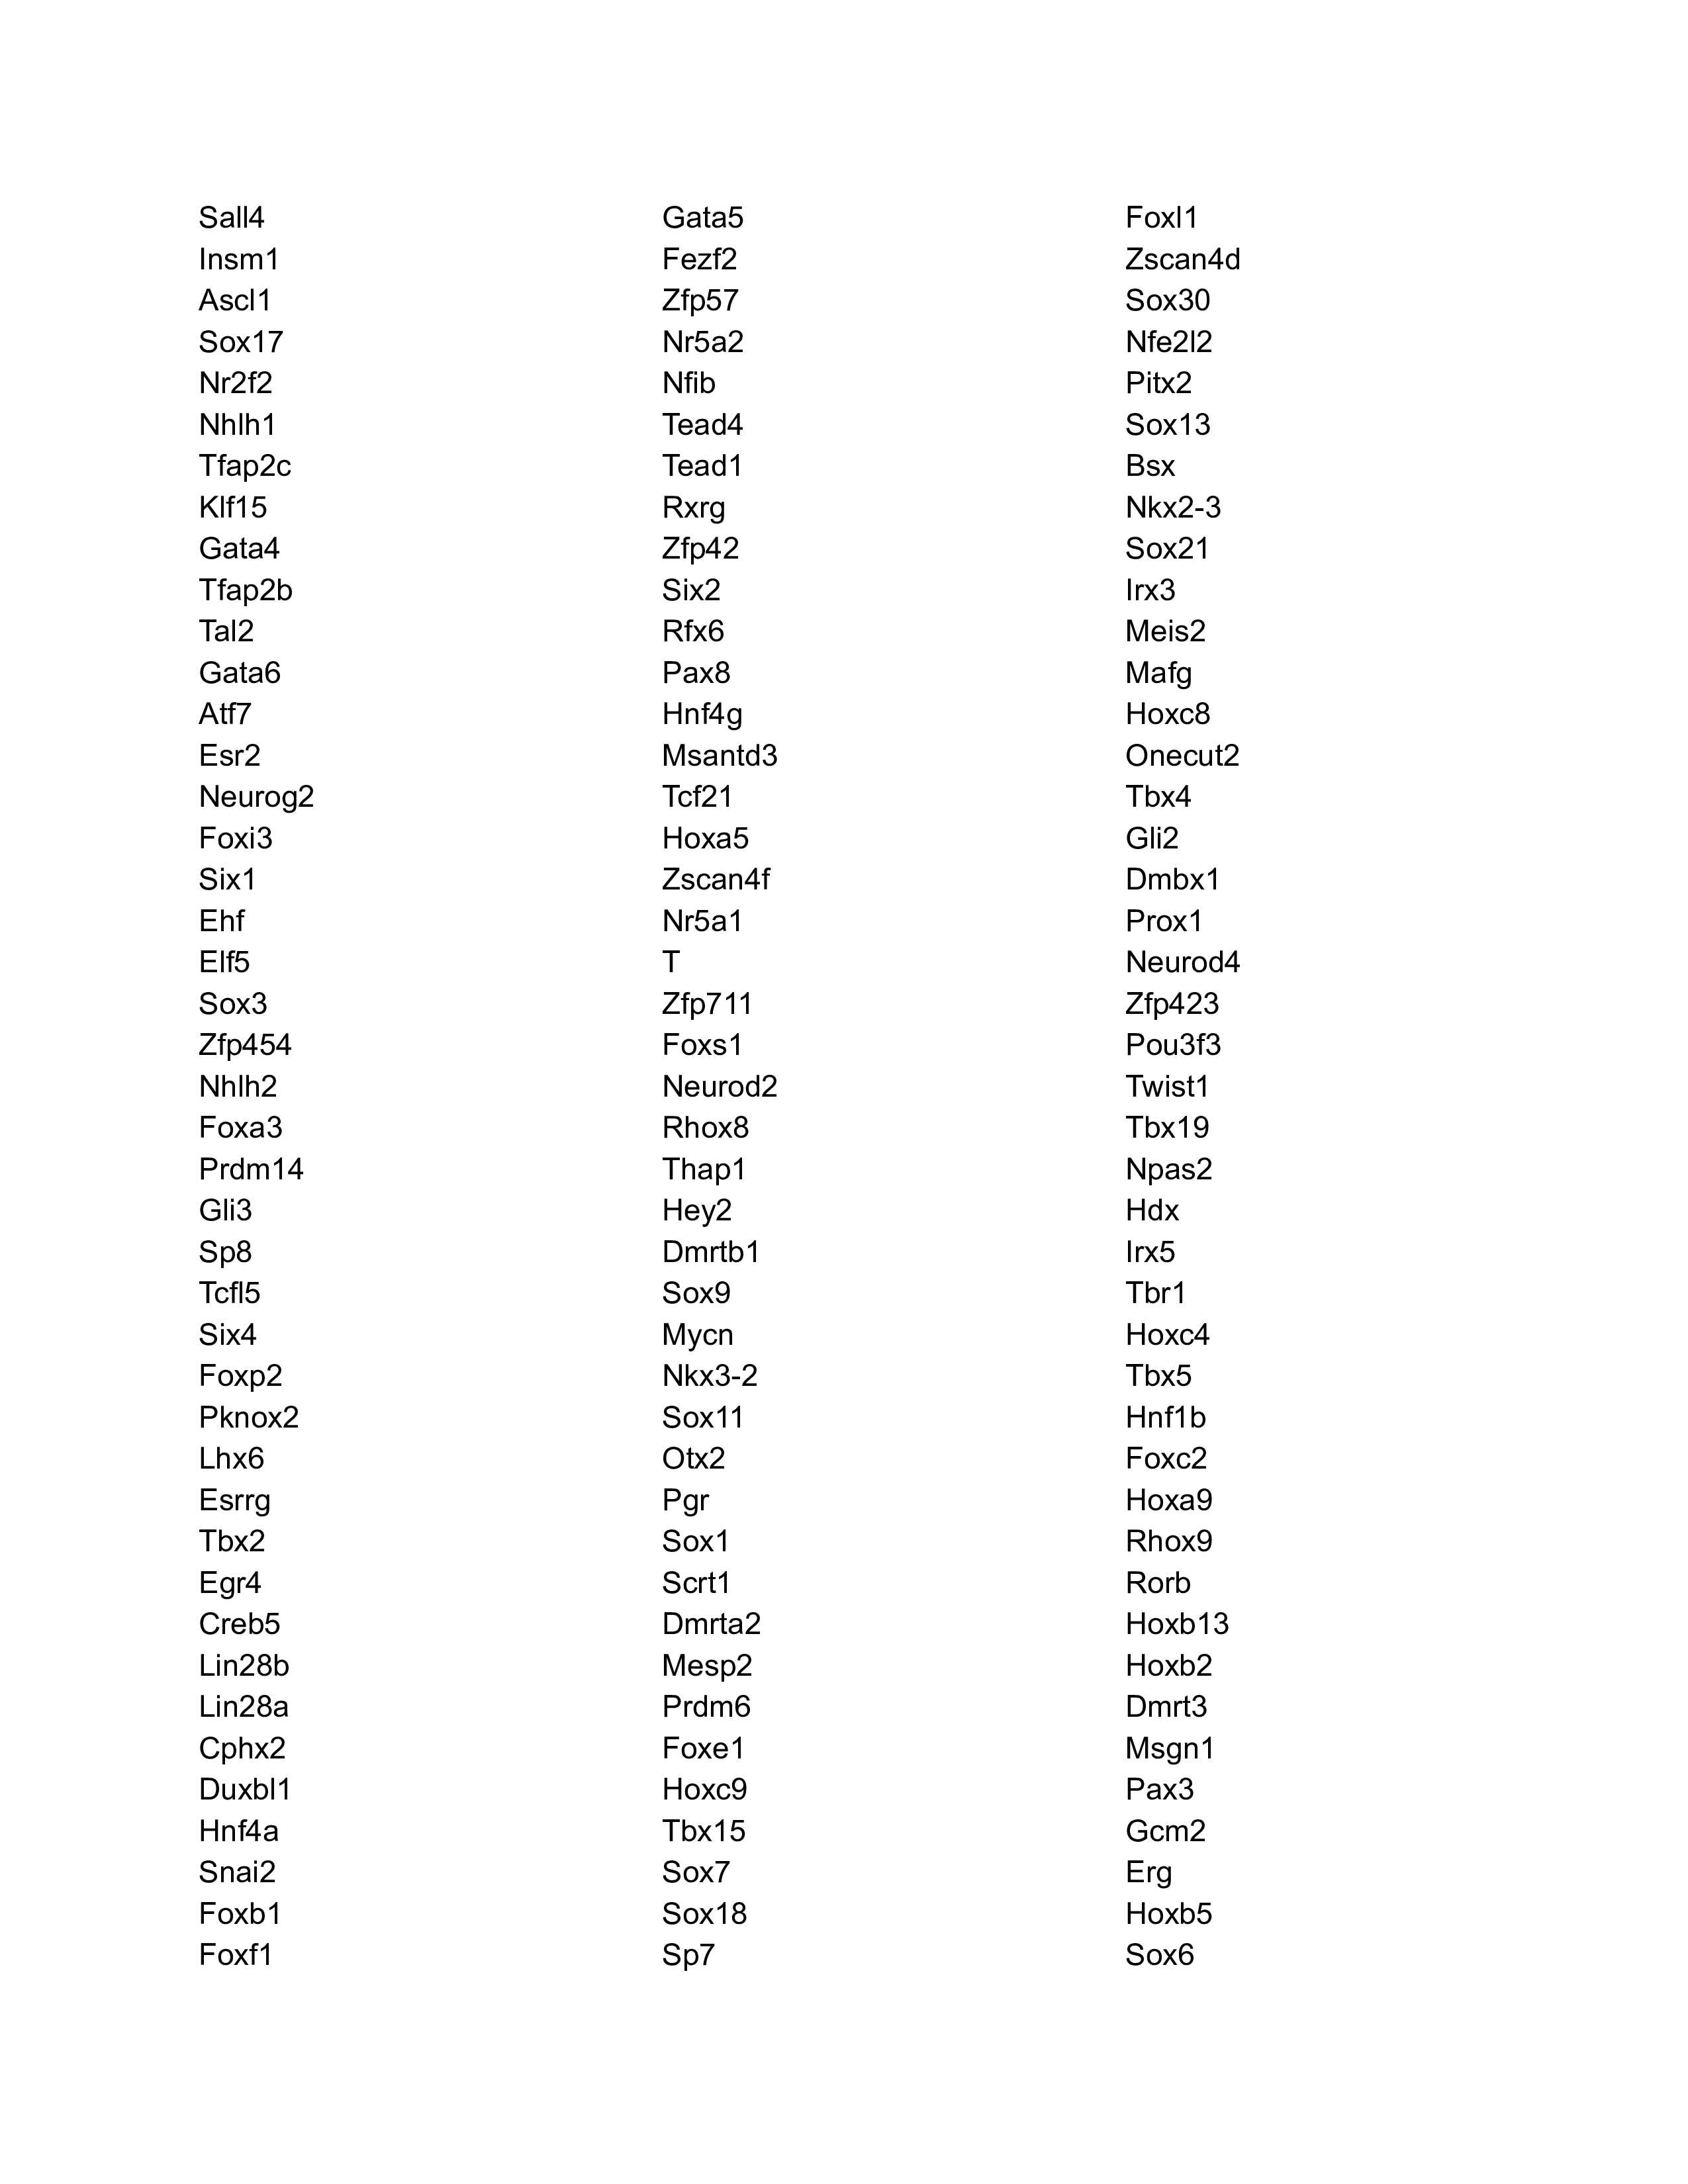 Sall4
Insm1
Ascl1
Sox17
Nr2f2
Nhlh1
Tfap2c
Klf15
Gata4
Tfap2b
Tal2
Gata6
Atf7
Esr2
Neurog2
Foxi3
Six1
Ehf
Elf5
Sox3
Zfp454
Nhlh2
Foxa3
Prdm14
Gli3
Sp8
Tcfl5
Six4
Foxp2
Pknox2
Lhx6
Esrrg
Tbx2
Egr4
Creb5
Lin28b
Lin28a
Cphx2
Duxbl1
Hnf4a
Snai2
Foxb1
Foxf1
Gata5
Fezf2
Zfp57
Nr5a2
Nfib
Tead4
Tead1
Rxrg
Zfp42
Six2
Rfx6
Pax8
Hnf4g
Msantd3
Tcf21
Hoxa5
Zscan4f
Nr5a1
T
Zfp711
Foxs1
Neurod2
Rhox8
Thap1
Hey2
Dmrtb1
Sox9
Mycn
Nkx3-2
Sox11
Otx2
Pgr
Sox1
Scrt1
Dmrta2
Mesp2
Prdm6
Foxe1
Hoxc9
Tbx15
Sox7
Sox18
Sp7
Foxl1
Zscan4d
Sox30
Nfe2l2
Pitx2
Sox13
Bsx
Nkx2-3
Sox21
Irx3
Meis2
Mafg
Hoxc8
Onecut2
Tbx4
Gli2
Dmbx1
Prox1
Neurod4
Zfp423
Pou3f3
Twist1
Tbx19
Npas2
Hdx
Irx5
Tbr1
Hoxc4
Tbx5
Hnf1b
Foxc2
Hoxa9
Rhox9
Rorb
Hoxb13
Hoxb2
Dmrt3
Msgn1
Pax3
Gcm2
Erg
Hoxb5
Sox6